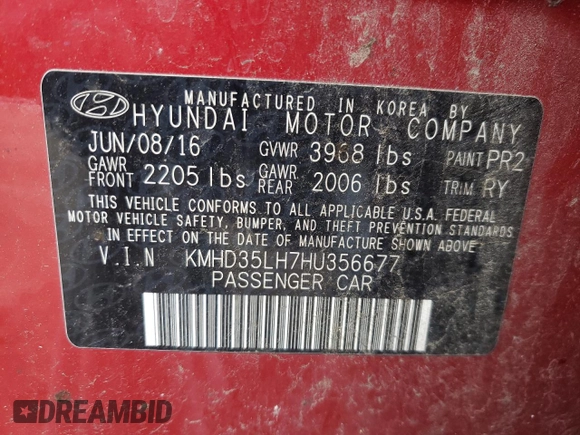 MANUFACTURED IN KOREA BY
HYUNDAI MOTOR COMPANY
JUN/08/16 GVWR 3968 lbs PAINT PR2
GAWR FRONT 2205 lbs GAWR REAR 2006 lbs TRIM RY
THIS VEHICLE CONFORMS TO ALL APPLICABLE U.S.A. FEDERAL
MOTOR VEHICLE SAFETY, BUMPER, AND THEFT PREVENTION STANDARDS
IN EFFECT ON THE DATE OF MANUFACTURE SHOWN ABOVE.
V.I.N KMHD35LH7HU356677
PASSENGER CAR
DREAMBID